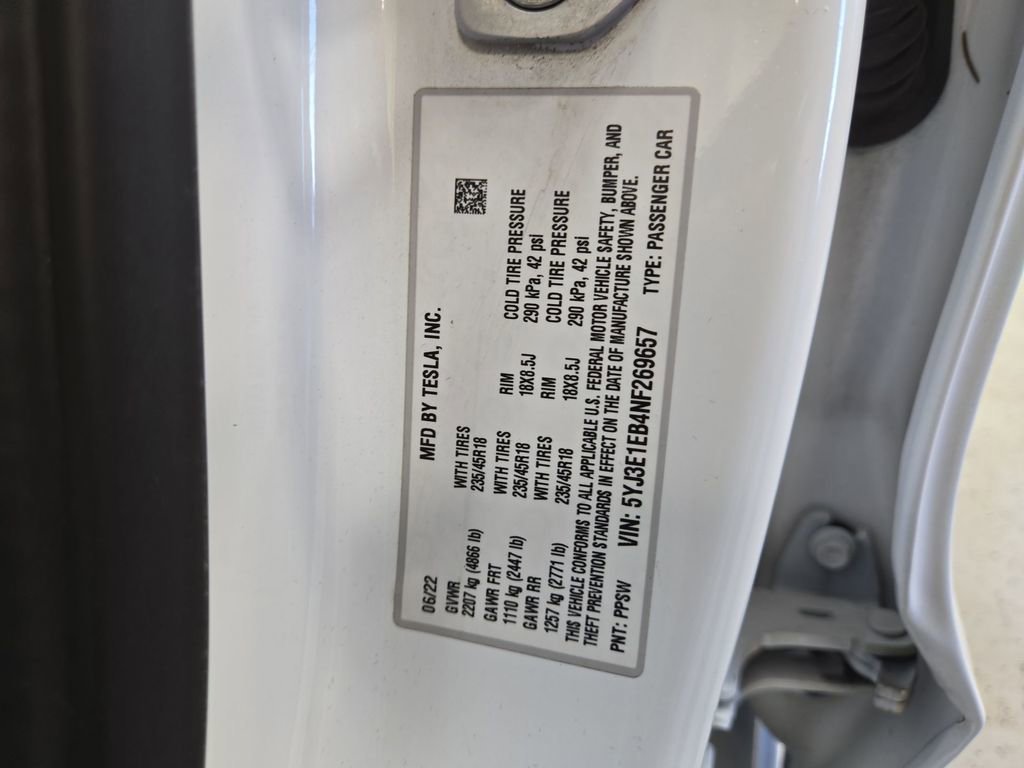 MFD BY TESLA, INC.
06/22
GVWR WITH TIRES
2207 kg (4866 lb) 235/45R18
GAWR FRT WITH TIRES RIM COLD TIRE PRESSURE
1110 kg (2447 lb) 235/45R18 18X8.5J 290 kPa, 42 psi
GAWR RR WITH TIRES RIM COLD TIRE PRESSURE
1257 kg (2771 lb) 235/45R18 18X8.5J 290 kPa, 42 psi
THIS VEHICLE CONFORMS TO ALL APPLICABLE U.S. FEDERAL MOTOR VEHICLE SAFETY, BUMPER, AND
THEFT PREVENTION STANDARDS IN EFFECT ON THE DATE OF MANUFACTURE SHOWN ABOVE.
PNT: PPSW VIN: 5YJ3E1EB4NF269657 TYPE: PASSENGER CAR